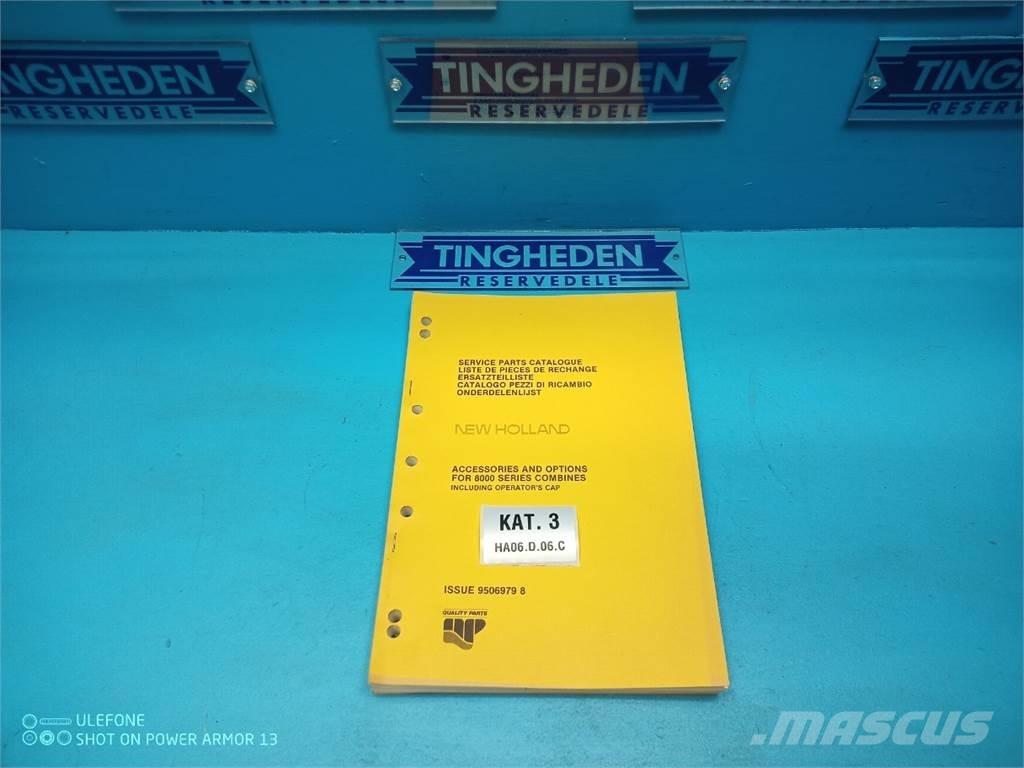 TINGHEDEN
RESERVEDELE
TINGHEDEN
RESERVEDELE
TINGHEDEN
RESERVEDELE
TINGHEDEN
RESERVEDELE
SERVICE PARTS CATALOGUE
LISTE DE PIECES DE RECHANGE
ERSATZTEILLISTE
CATALOGO PEZZI DI RICAMBIO
ONDERDELENLIJST
NEW HOLLAND
ACCESSORIES AND OPTIONS
FOR 8000 SERIES COMBINES
INCLUDING OPERATOR'S CAP
KAT. 3
HA06.D.06.C
ISSUE 9506979 8
QUALITY PARTS
ULEFONE
SHOT ON POWER ARMOR 13
MASCUS